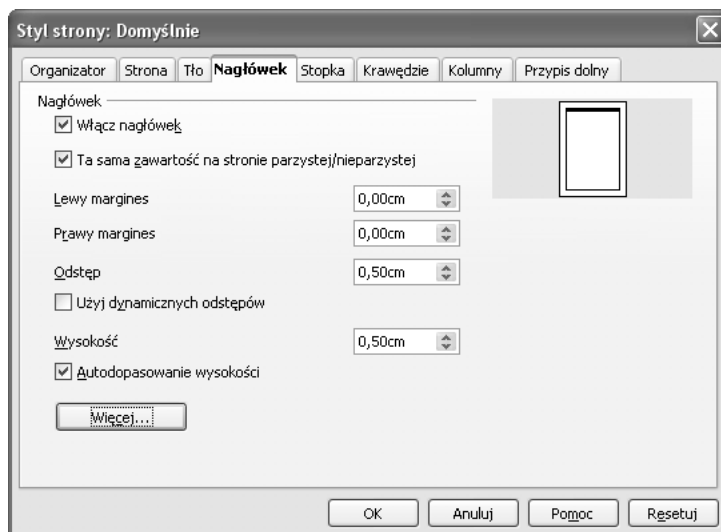 Styl strony: Domyślnie
Organizator Strona Tło Nagłówek Stopka Krawędzie Kolumny Przypis dolny
Nagłówek
Włącz nagłówek
Ta sama zawartość na stronie parzystej/nieparzystej
Lewy margines 0,00cm
Prawy margines 0,00cm
Odstęp 0,50cm
Użyj dynamicznych odstępów
Wysokość 0,50cm
Autodopasowanie wysokości
Więcej...
OK Anuluj Pomoc Resetuj